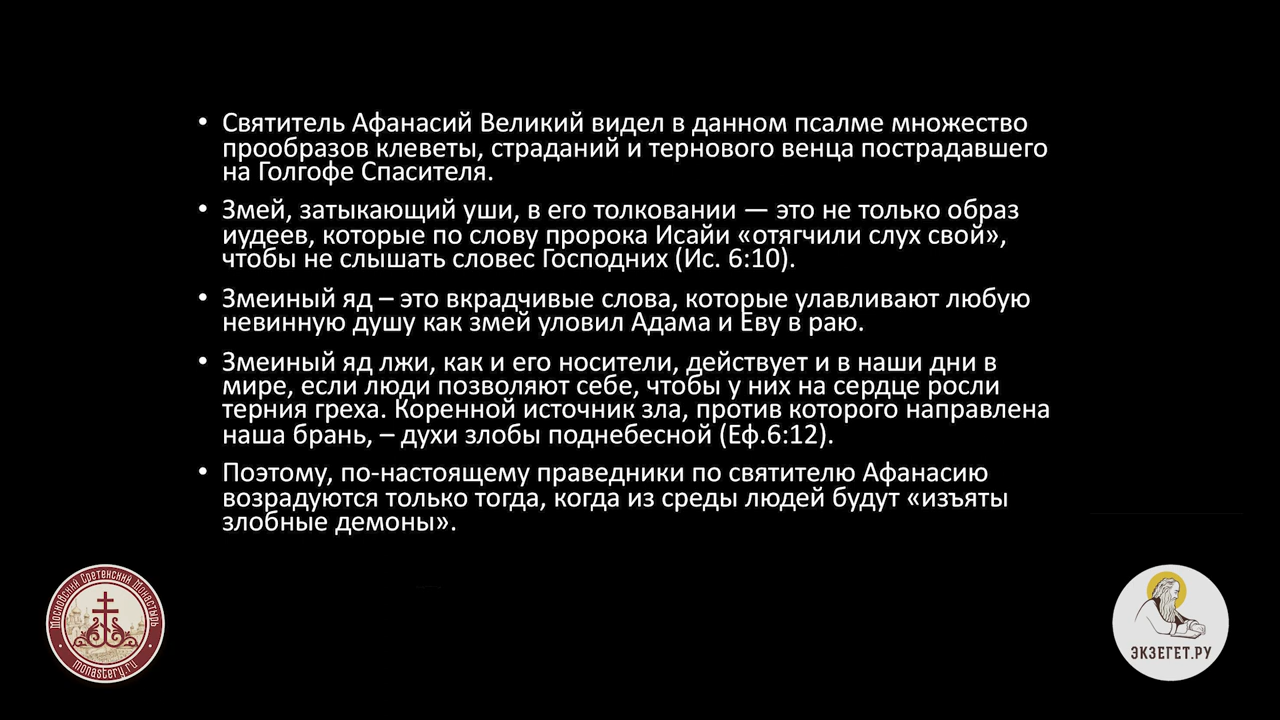 • Святитель Афанасий Великий видел в данном псалме множество
прообразов клеветы, страданий и тернового венца пострадавшего
на Голгофе Спасителя.
• Змей, затыкающий уши, в его толковании — это не только образ
иудеев, которые по слову пророка Исайи «отягчили слух свой»,
чтобы не слышать словес Господних (Ис. 6:10).
• Змеиный яд – это вкрадчивые слова, которые улавливают любую
невинную душу как змей уловил Адама и Еву в раю.
• Змеиный яд лжи, как и его носители, действует и в наши дни в
мире, если люди позволяют себе, чтобы у них на сердце росли
терния греха. Коренной источник зла, против которого направлена
наша брань, – духи злобы поднебесной (Еф.6:12).
• Поэтому, по-настоящему праведники по святителю Афанасию
возрадуются только тогда, когда из среды людей будут «изъяты
злобные демоны».
Московский Сретенский Монастырь
monastery.ru
ЭКЗЕГЕТ.РУ